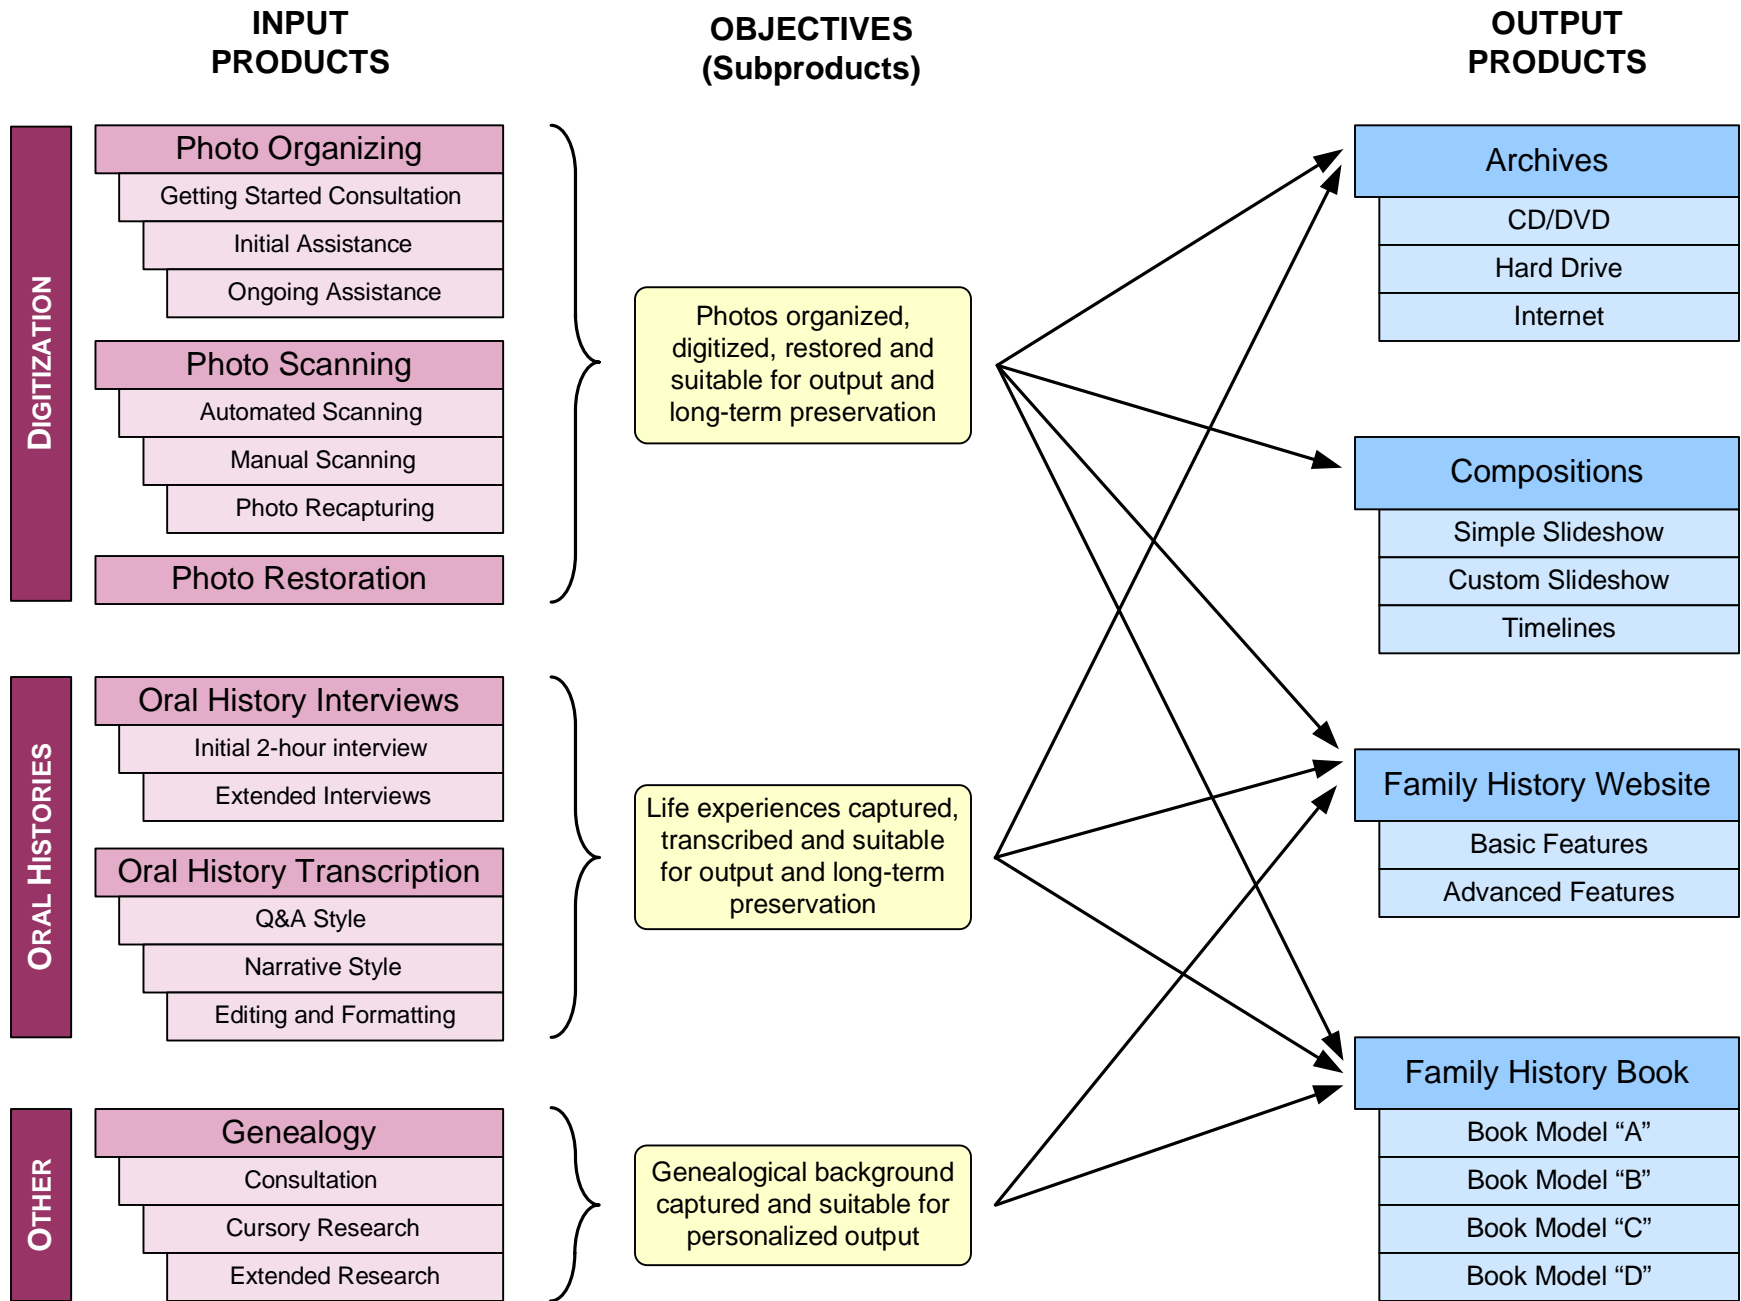 INPUT
PRODUCTS
OBJECTIVES
(Subproducts)
OUTPUT
PRODUCTS
DIGITIZATION
Photo Organizing
Getting Started Consultation
Initial Assistance
Ongoing Assistance
Photo Scanning
Automated Scanning
Manual Scanning
Photo Recapturing
Photo Restoration
Photos organized,
digitized, restored and
suitable for output and
long-term preservation
ORAL HISTORIES
Oral History Interviews
Initial 2-hour interview
Extended Interviews
Oral History Transcription
Q&A Style
Narrative Style
Editing and Formatting
Life experiences captured,
transcribed and suitable
for output and long-term
preservation
OTHER
Genealogy
Consultation
Cursory Research
Extended Research
Genealogical background
captured and suitable for
personalized output
Archives
CD/DVD
Hard Drive
Internet
Compositions
Simple Slideshow
Custom Slideshow
Timelines
Family History Website
Basic Features
Advanced Features
Family History Book
Book Model “A”
Book Model “B”
Book Model “C”
Book Model “D”